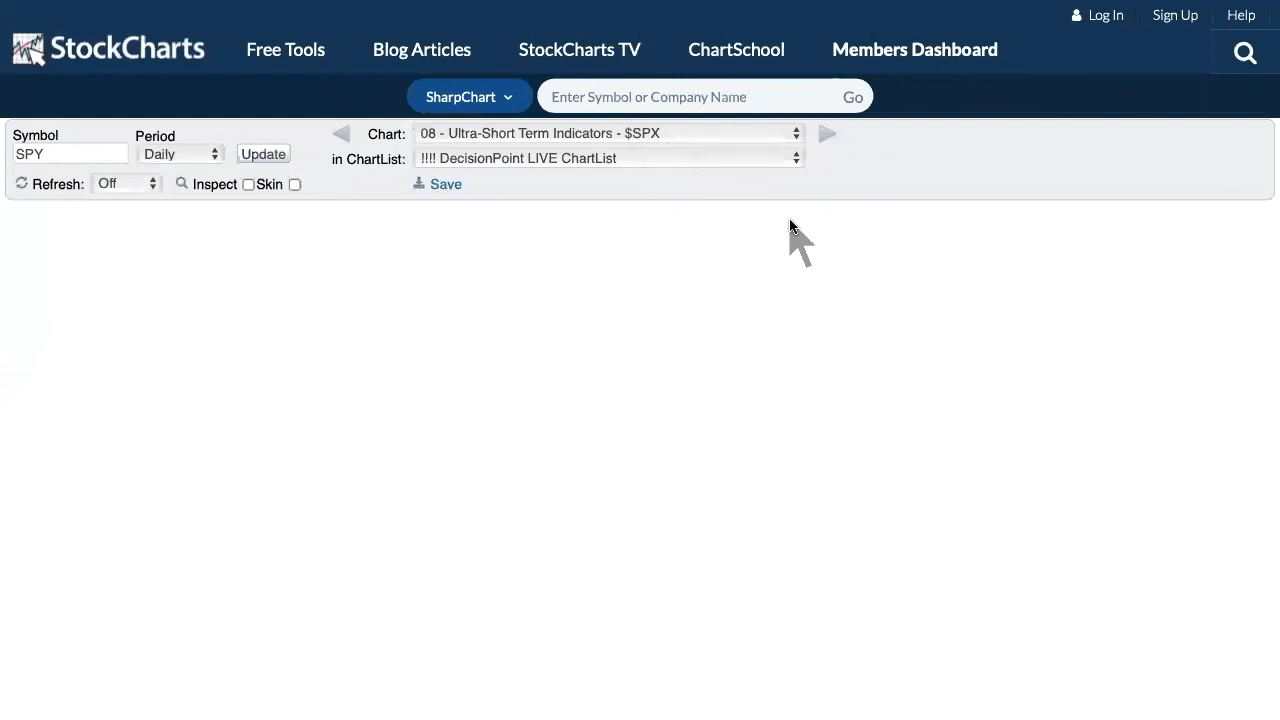 Log In Sign Up Help
StockCharts Free Tools Blog Articles StockCharts TV ChartSchool Members Dashboard
SharpChart Enter Symbol or Company Name Go
Symbol Period Chart: 08 - Ultra-Short Term Indicators - $SPX
SPY Daily Update in ChartList: !!!! DecisionPoint LIVE ChartList
Refresh: Off Inspect Skin Save